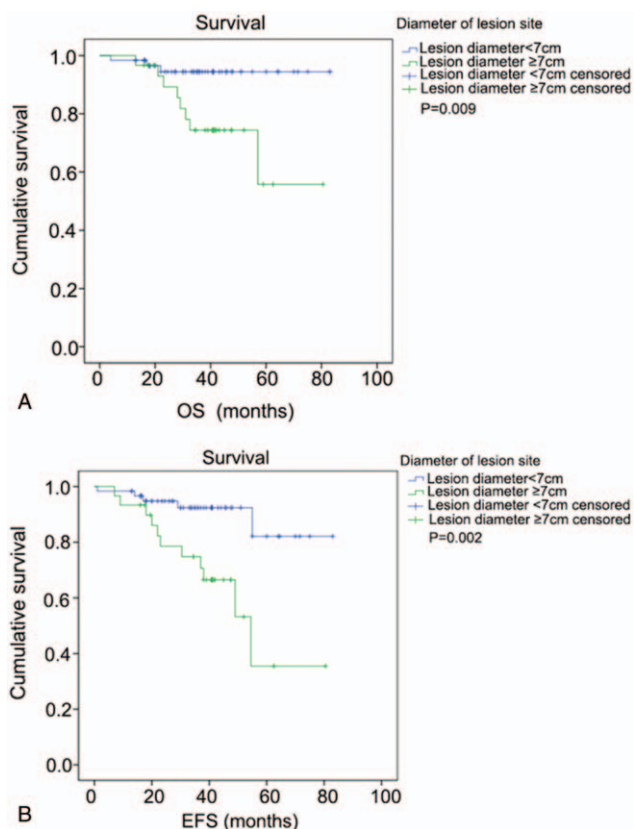 Survival
Diameter of lesion site
Lesion diameter<7cm
Lesion diameter ≥7cm
Lesion diameter <7cm censored
Lesion diameter ≥7cm censored
P=0.009
Cumulative survival
1.0
0.8
0.6
0.4
0.2
0.0
0 20 40 60 80 100
OS (months)
A
Survival
Diameter of lesion site
Lesion diameter<7cm
Lesion diameter ≥7cm
Lesion diameter <7cm censored
Lesion diameter ≥7cm censored
P=0.002
Cumulative survival
1.0
0.8
0.6
0.4
0.2
0.0
0 20 40 60 80 100
EFS (months)
B